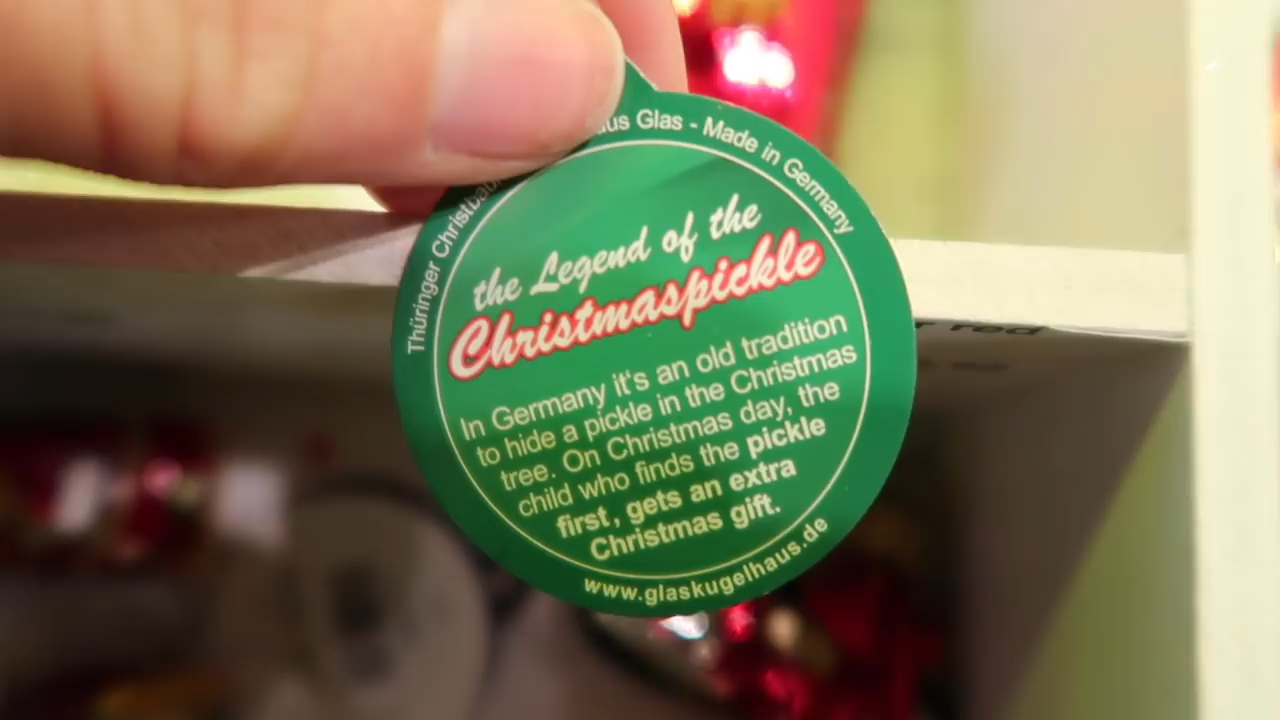 Thüringer Christbau
aus Glas - Made in Germany
the Legend of the
Christmaspickle
In Germany it's an old tradition
to hide a pickle in the Christmas
tree. On Christmas day, the
child who finds the pickle
first, gets an extra
Christmas gift.
www.glaskugelhaus.de
red